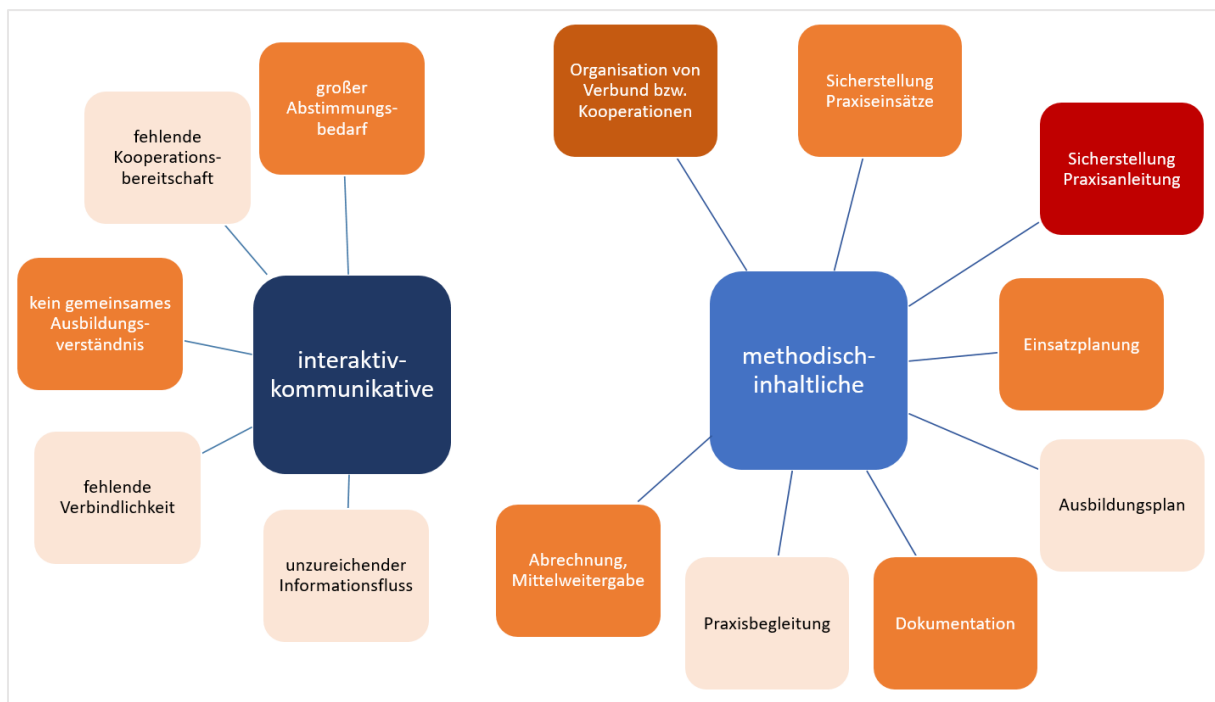 großer
Abstimmungs-
bedarf
fehlende
Kooperations-
bereitschaft
kein gemeinsames
Ausbildungs-
verständnis
interaktiv-
kommunikative
fehlende
Verbindlichkeit
unzureichender
Informationsfluss
Organisation von
Verbund bzw.
Kooperationen
Sicherstellung
Praxiseinsätze
Sicherstellung
Praxisanleitung
methodisch-
inhaltliche
Einsatzplanung
Ausbildungsplan
Abrechnung,
Mittelweitergabe
Praxisbegleitung
Dokumentation